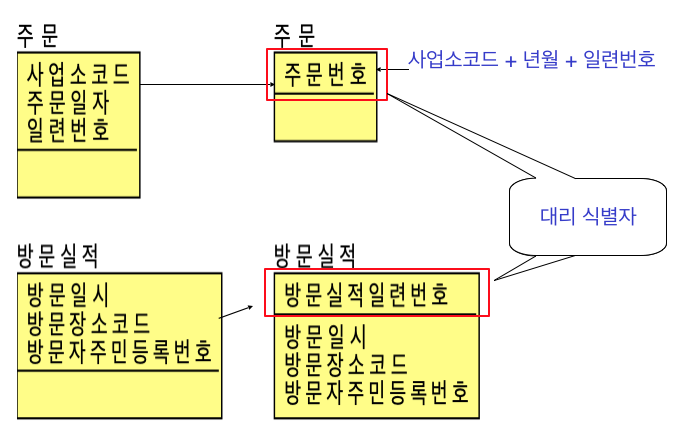 주문
사업소코드
주문일자
일련번호
주문
주문번호
사업소코드 + 년월 + 일련번호
대리 식별자
방문실적
방문일시
방문장소코드
방문자주민등록번호
방문실적
방문실적일련번호
방문일시
방문장소코드
방문자주민등록번호